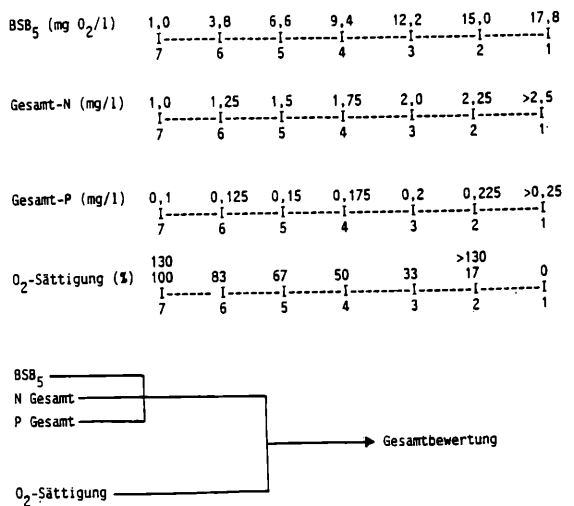 BSB5 (mg O2/l) 1,0 3,8 6,6 9,4 12,2 15,0 17,8
I--------I--------I--------I--------I--------I--------I
7 6 5 4 3 2 1
Gesamt-N (mg/l) 1,0 1,25 1,5 1,75 2,0 2,25 >2,5
I--------I--------I--------I--------I--------I--------I
7 6 5 4 3 2 1
Gesamt-P (mg/l) 0,1 0,125 0,15 0,175 0,2 0,225 >0,25
I--------I--------I--------I--------I--------I--------I
7 6 5 4 3 2 1
130 >130
O2-Sättigung (%) 100 83 67 50 33 17 0
I--------I--------I--------I--------I--------I--------I
7 6 5 4 3 2 1
BSB5
N Gesamt
P Gesamt
Gesamtbewertung
O2-Sättigung